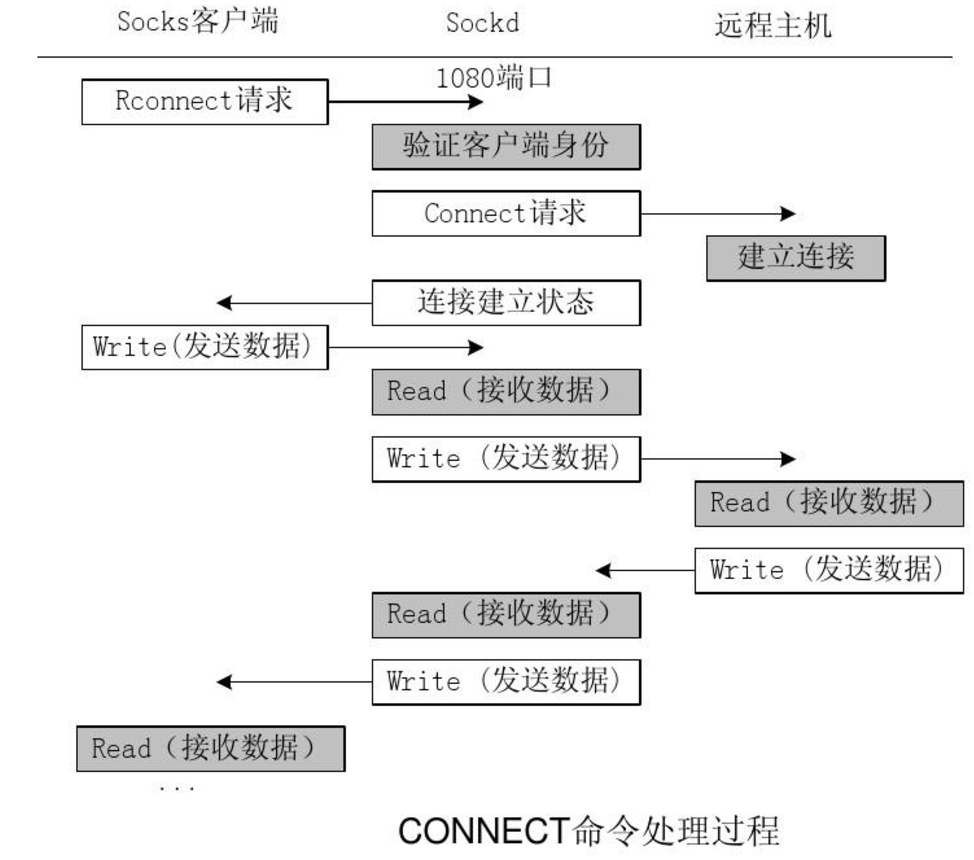 Socks客户端 Sockd 远程主机
1080端口
Rconnect请求
验证客户端身份
Connect请求
建立连接
连接建立状态
Write(发送数据)
Read（接收数据）
Write (发送数据)
Read（接收数据）
Write (发送数据)
Read（接收数据）
Write (发送数据)
Read（接收数据）
...
CONNECT命令处理过程